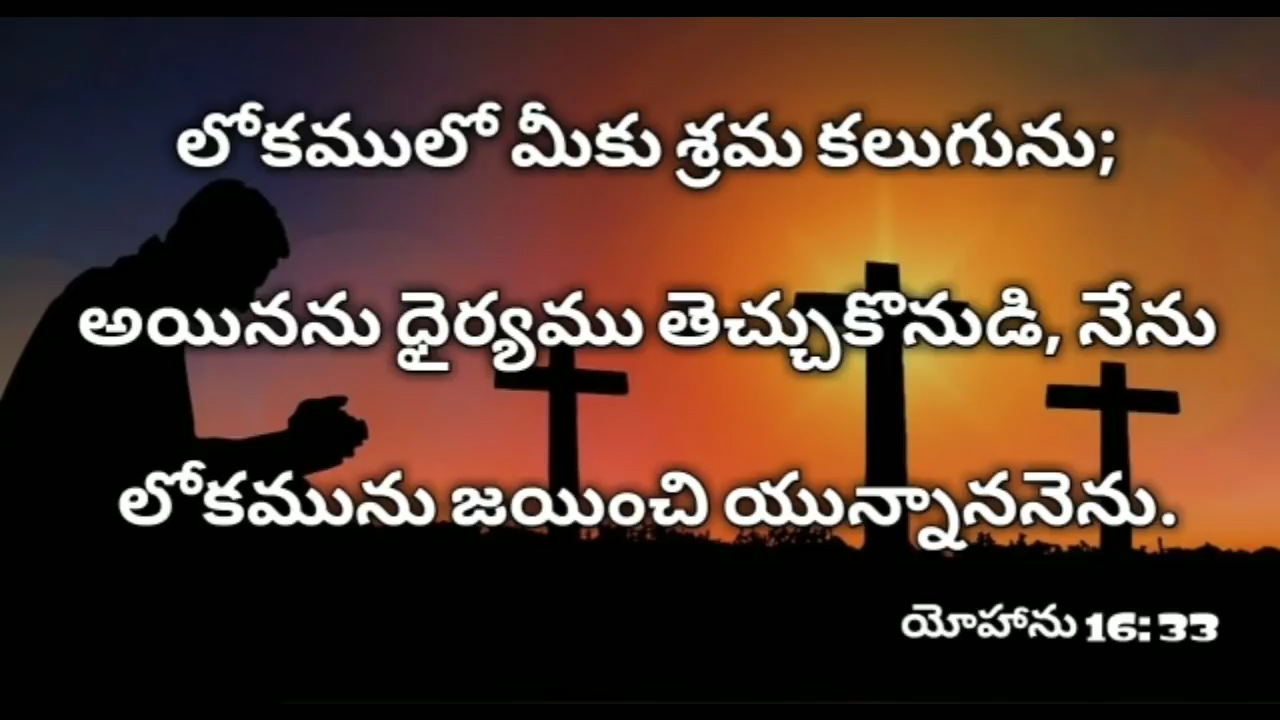 లోకములో మీకు శ్రమ కలుగును;
అయినను ధైర్యము తెచ్చుకొనుడి, నేను
లోకమును జయించి యున్నాననెను.
యోహాను 16:33